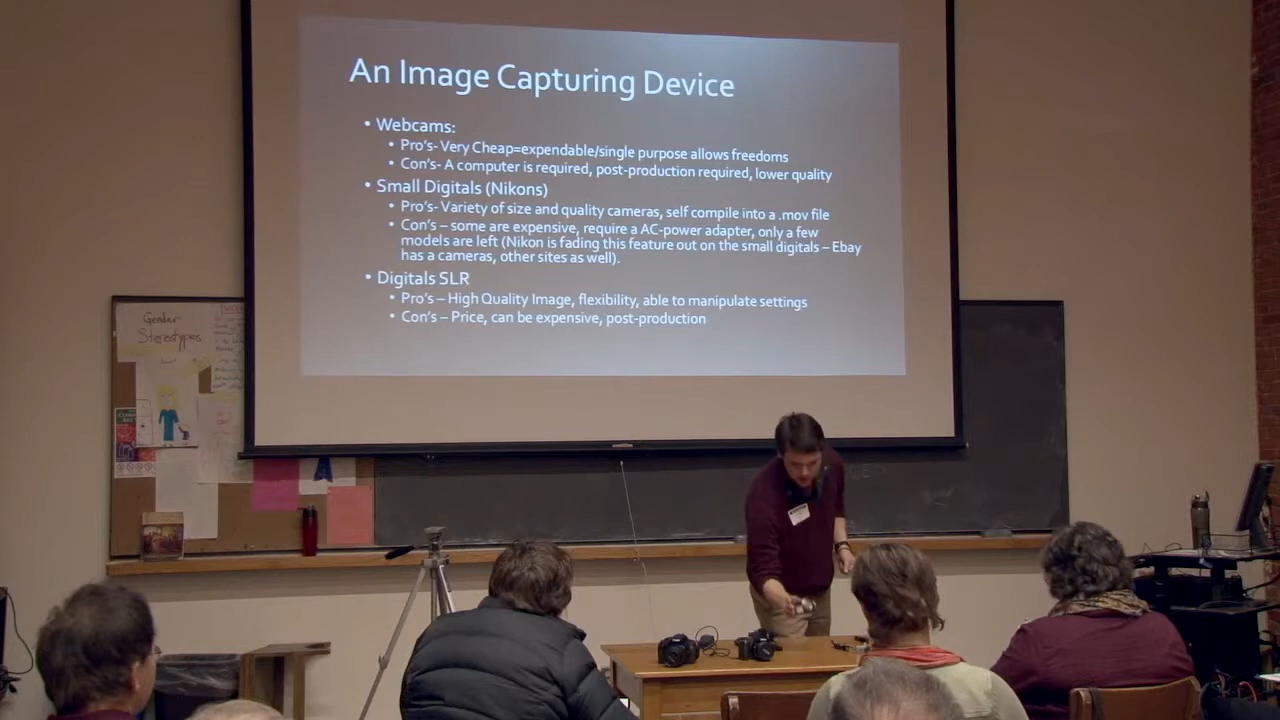 An Image Capturing Device
• Webcams:
• Pro's- Very Cheap=expendable/single purpose allows freedoms
• Con's- A computer is required, post-production required, lower quality
• Small Digitals (Nikons)
• Pro's- Variety of size and quality cameras, self compile into a .mov file
• Con's – some are expensive, require a AC-power adapter, only a few
models are left (Nikon is fading this feature out on the small digitals – Ebay
has a cameras, other sites as well).
• Digitals SLR
• Pro's – High Quality Image, flexibility, able to manipulate settings
• Con's – Price, can be expensive, post-production
Gender
Stereotypes